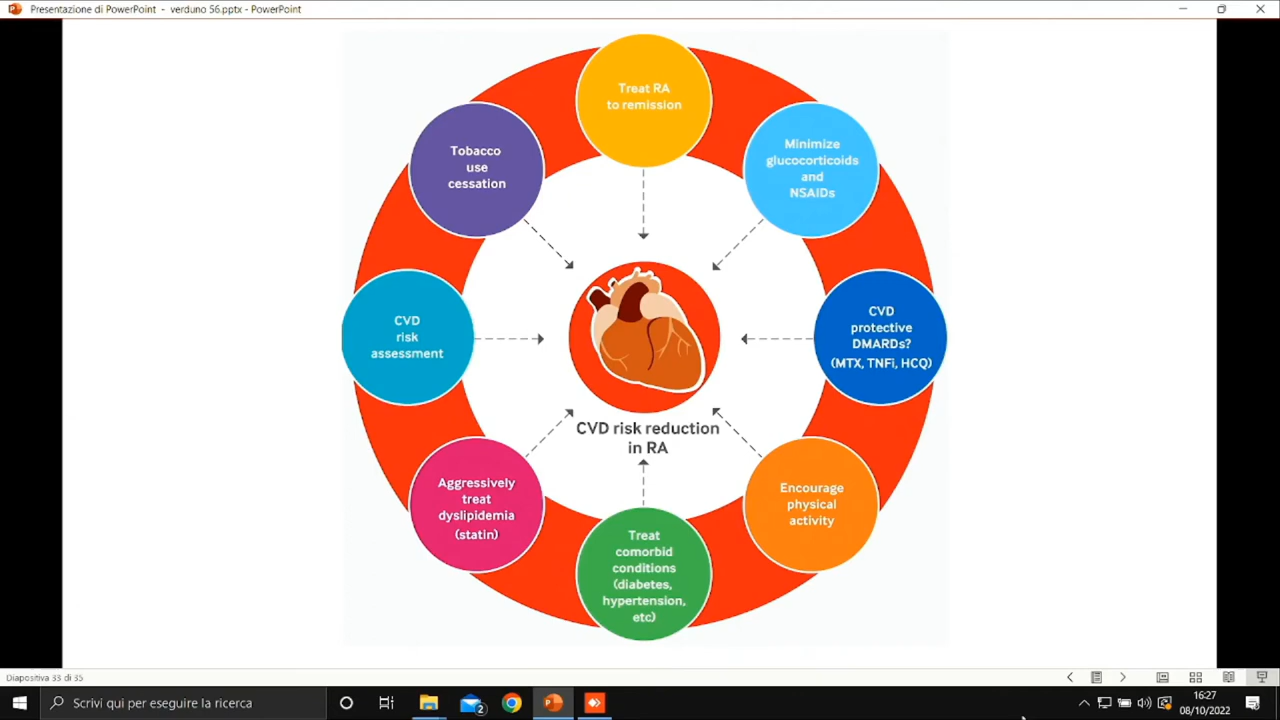 Presentazione di PowerPoint - verduno 56.pptx - PowerPoint
Treat RA
to remission
Minimize
glucocorticoids
and
NSAIDs
Tobacco
use
cessation
CVD
protective
DMARDs?
(MTX, TNFi, HCQ)
CVD
risk
assessment
CVD risk reduction
in RA
Aggressively
treat
dyslipidemia
(statin)
Encourage
physical
activity
Treat
comorbid
conditions
(diabetes,
hypertension,
etc)
Diapositiva 33 di 35
Scrivi qui per eseguire la ricerca
2
16:27
08/10/2022